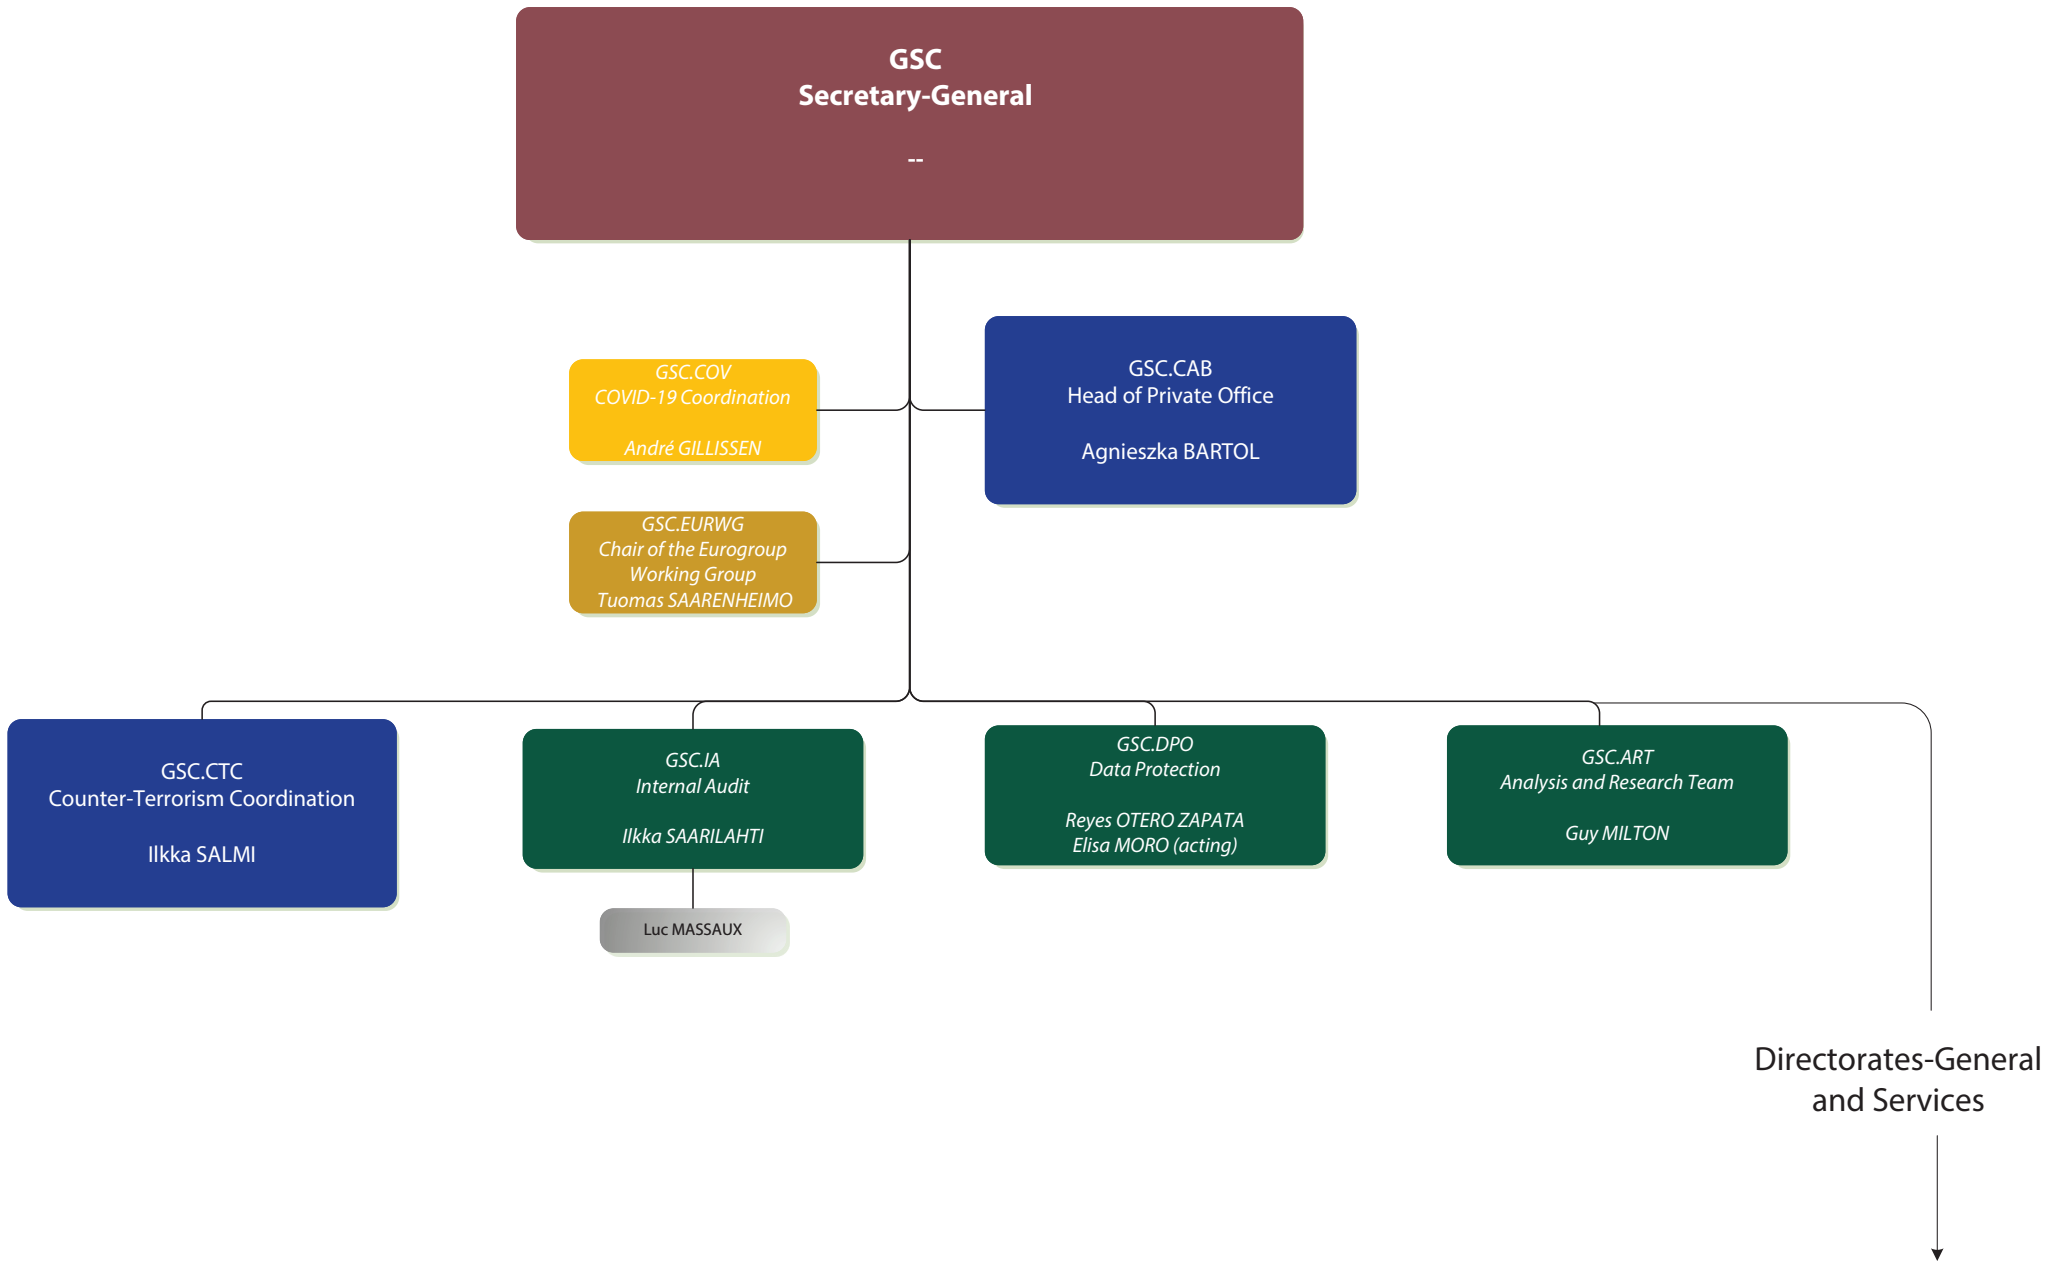 GSC
Secretary-General
--
GSC.COV
COVID-19 Coordination
André GILLISSEN
GSC.CAB
Head of Private Office
Agnieszka BARTOL
GSC.EURWG
Chair of the Eurogroup
Working Group
Tuomas SAARENHEIMO
GSC.CTC
Counter-Terrorism Coordination
Ilkka SALMI
GSC.IA
Internal Audit
Ilkka SAARILAHTI
Luc MASSAUX
GSC.DPO
Data Protection
Reyes OTERO ZAPATA
Elisa MORO (acting)
GSC.ART
Analysis and Research Team
Guy MILTON
Directorates-General
and Services